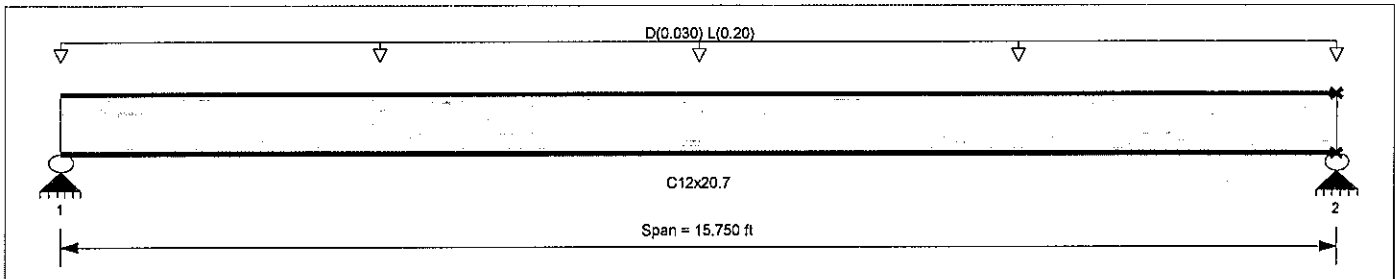 D(0.030) L(0.20)
C12x20.7
1
2
Span = 15.750 ft